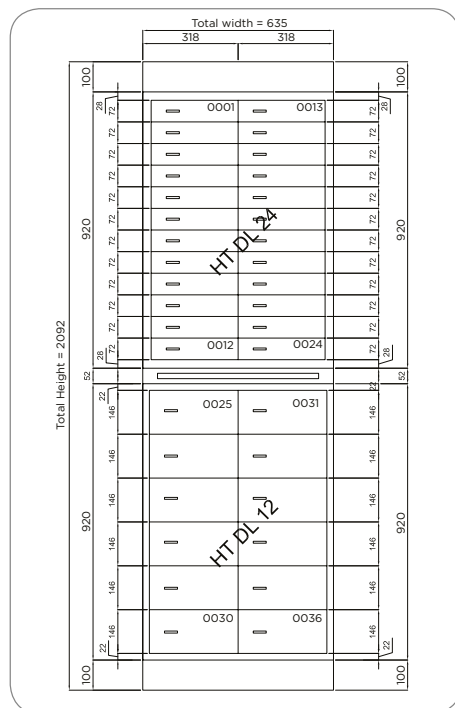 Total width = 635
318 318
100 100
28 28
72 0001 0013 72
72 72
72 72
72 72
72 72
920 72 HT DL 24 72 920
72 72
72 72
72 72
72 72
72 72
72 0012 0024 72
28 28
Total Height = 2092
52 52
22 22
146 0025 0031 146
146 146
146 146
920 HT DL 12 920
146 146
146 146
146 0030 0036 146
22 22
100 100